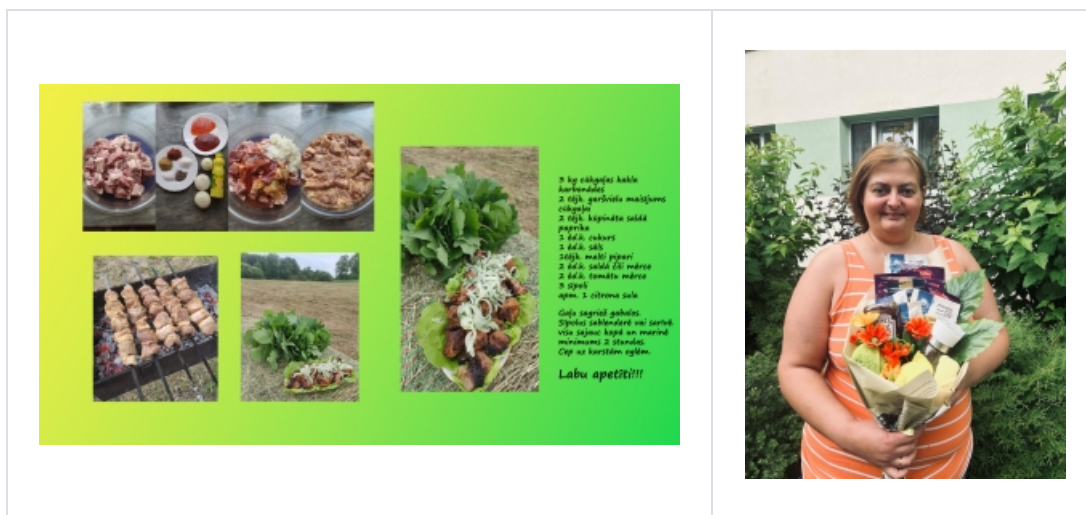 3 kg cūkgaļas kakla
karbonādes
2 tējk. garšvielu maisījums
cūkgaļai
2 tējk. kūpināta saldā
paprika
1 ēd.k. cukurs
1 ēd.k. sāls
1tējk. malti pipari
2 ēd.k. saldā čili mērce
2 ēd.k. tomātu mērce
3 sīpoli
apm. 1 citrona sula
Gaļu sagriež gabalos.
Sīpolus sablenderē vai sarīvē
visu sajauc kopā un marinē
minimums 2 stundas.
Cep uz karstām oglēm.
Labu apetīti!!!